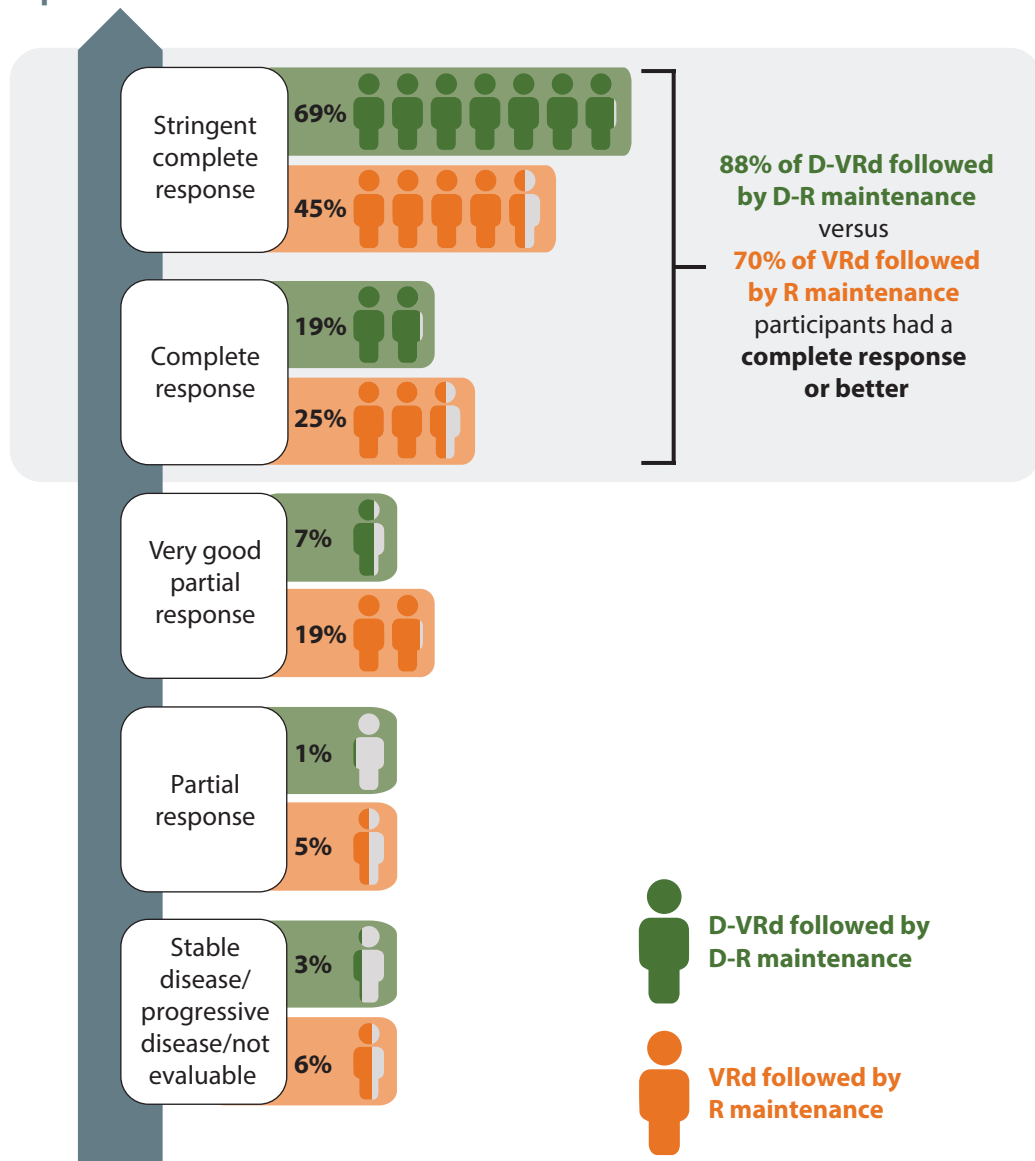 Stringent
complete
response
69%
45%
88% of D-VRd followed
by D-R maintenance
versus
70% of VRd followed
by R maintenance
participants had a
complete response
or better
Complete
response
19%
25%
Very good
partial
response
7%
19%
Partial
response
1%
5%
Stable
disease/
progressive
disease/not
evaluable
3%
6%
D-VRd followed by
D-R maintenance
VRd followed by
R maintenance